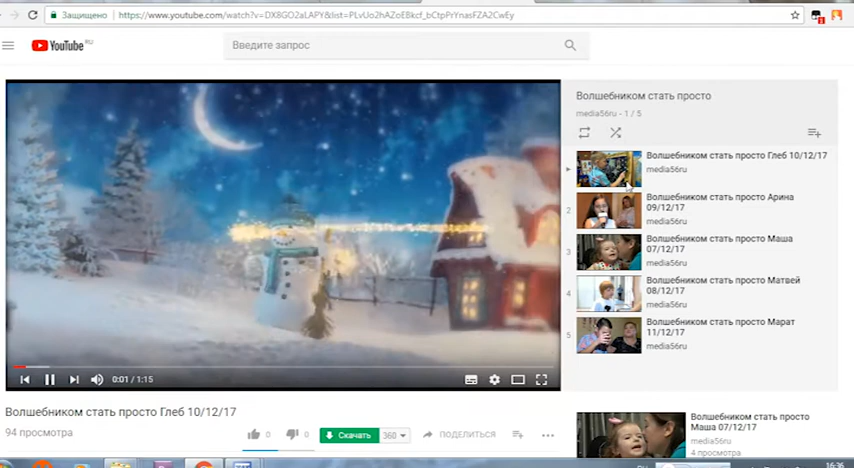 Защищено https://www.youtube.com/watch?v=DX8GO2aLAPY&list=PLvUo2hAZoEBkcf_bCtpPrYnasFZA2CwEy
YouTube RU
Введите запрос
Волшебником стать просто
media56ru - 1 / 5
Волшебником стать просто Глеб 10/12/17
media56ru
2
Волшебником стать просто Арина
09/12/17
media56ru
3
Волшебником стать просто Маша
07/12/17
media56ru
4
Волшебником стать просто Матвей
08/12/17
media56ru
5
Волшебником стать просто Марат
11/12/17
media56ru
0:01 / 1:15
Волшебником стать просто Глеб 10/12/17
94 просмотра
0 0 Скачать 360 ПОДЕЛИТЬСЯ
Волшебником стать просто
Маша 07/12/17
media56ru
4 просмотра
16:36